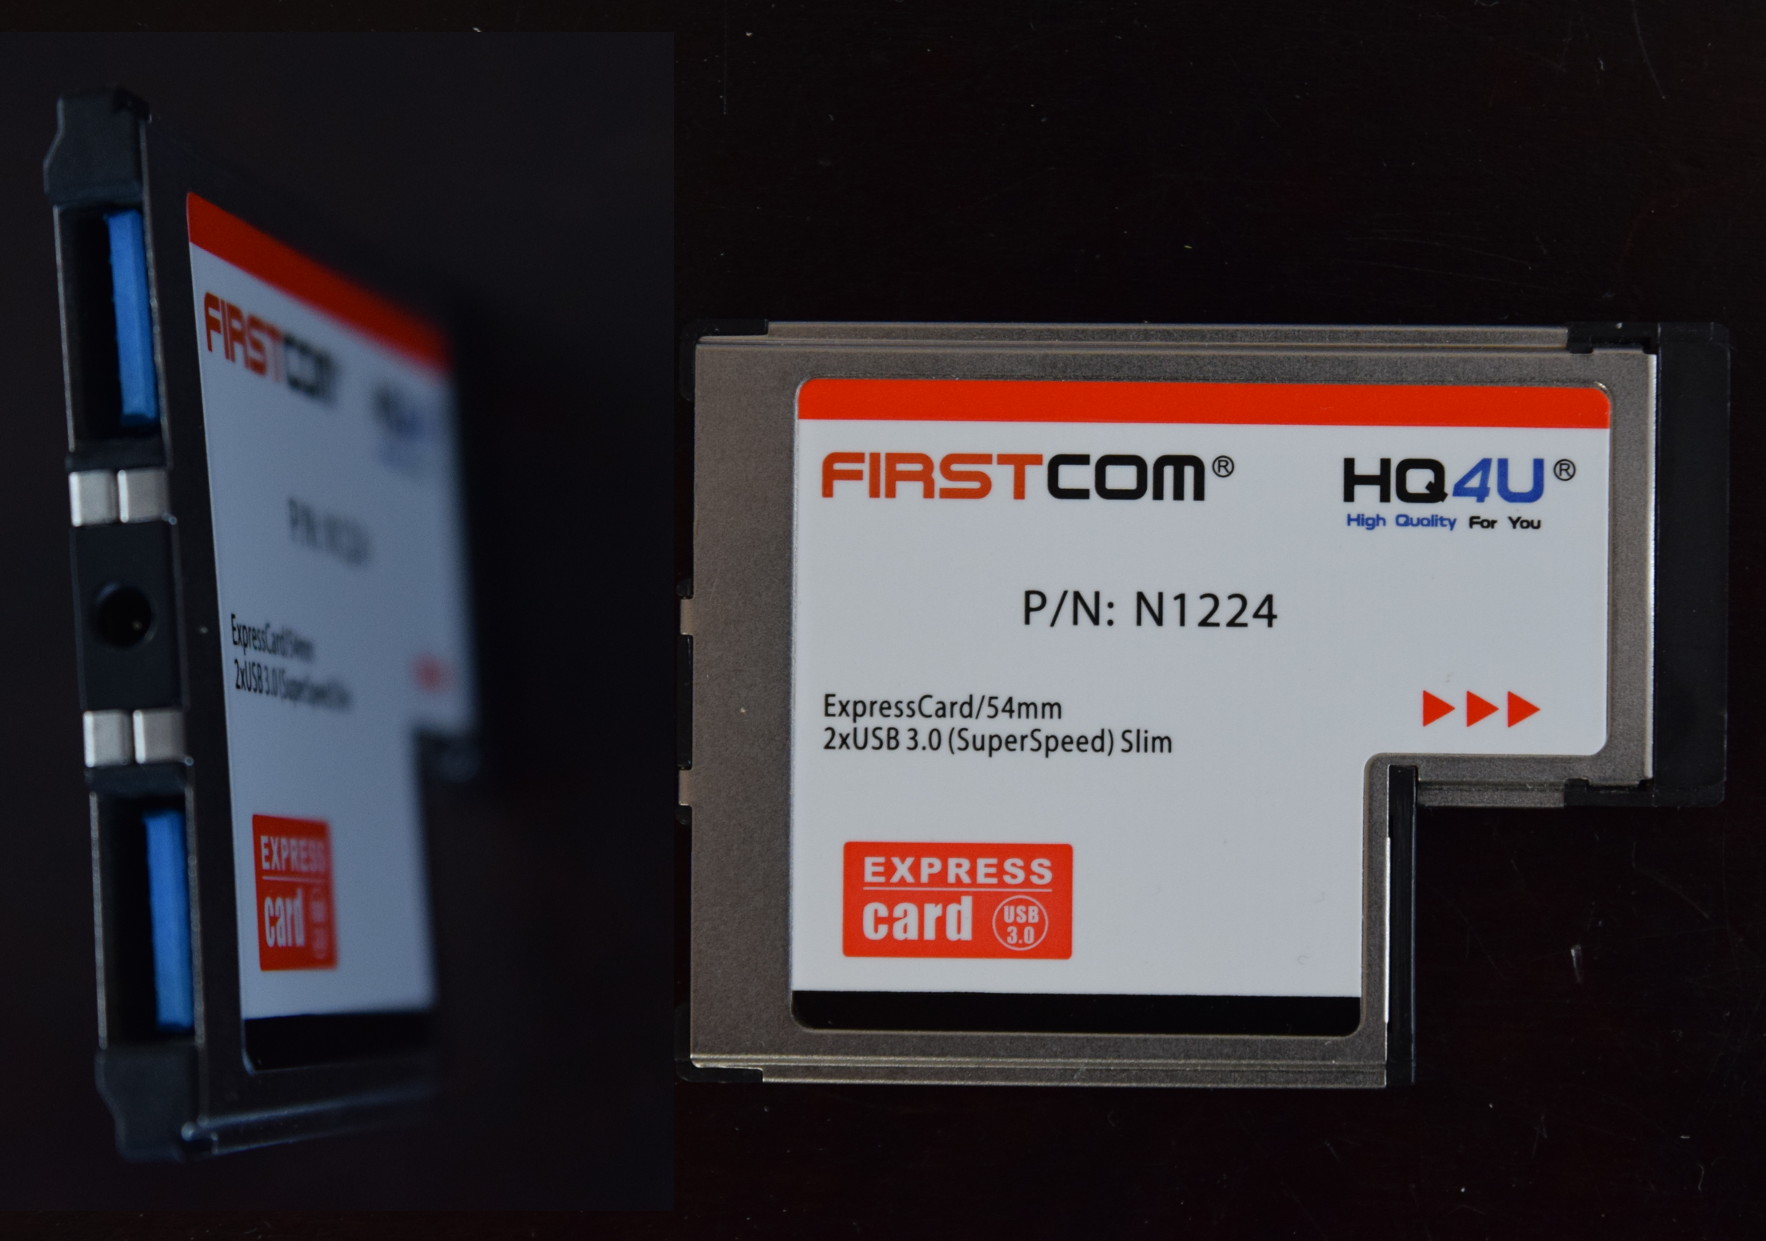 FIRSTCOM
HQ4U
ExpressCard/54mm
2xUSB 3.0 (SuperSpeed) Slim
EXPRESS
card
FIRSTCOM®
HQ4U®
High Quality For You
P/N: N1224
ExpressCard/54mm
2xUSB 3.0 (SuperSpeed) Slim
EXPRESS
card USB 3.0